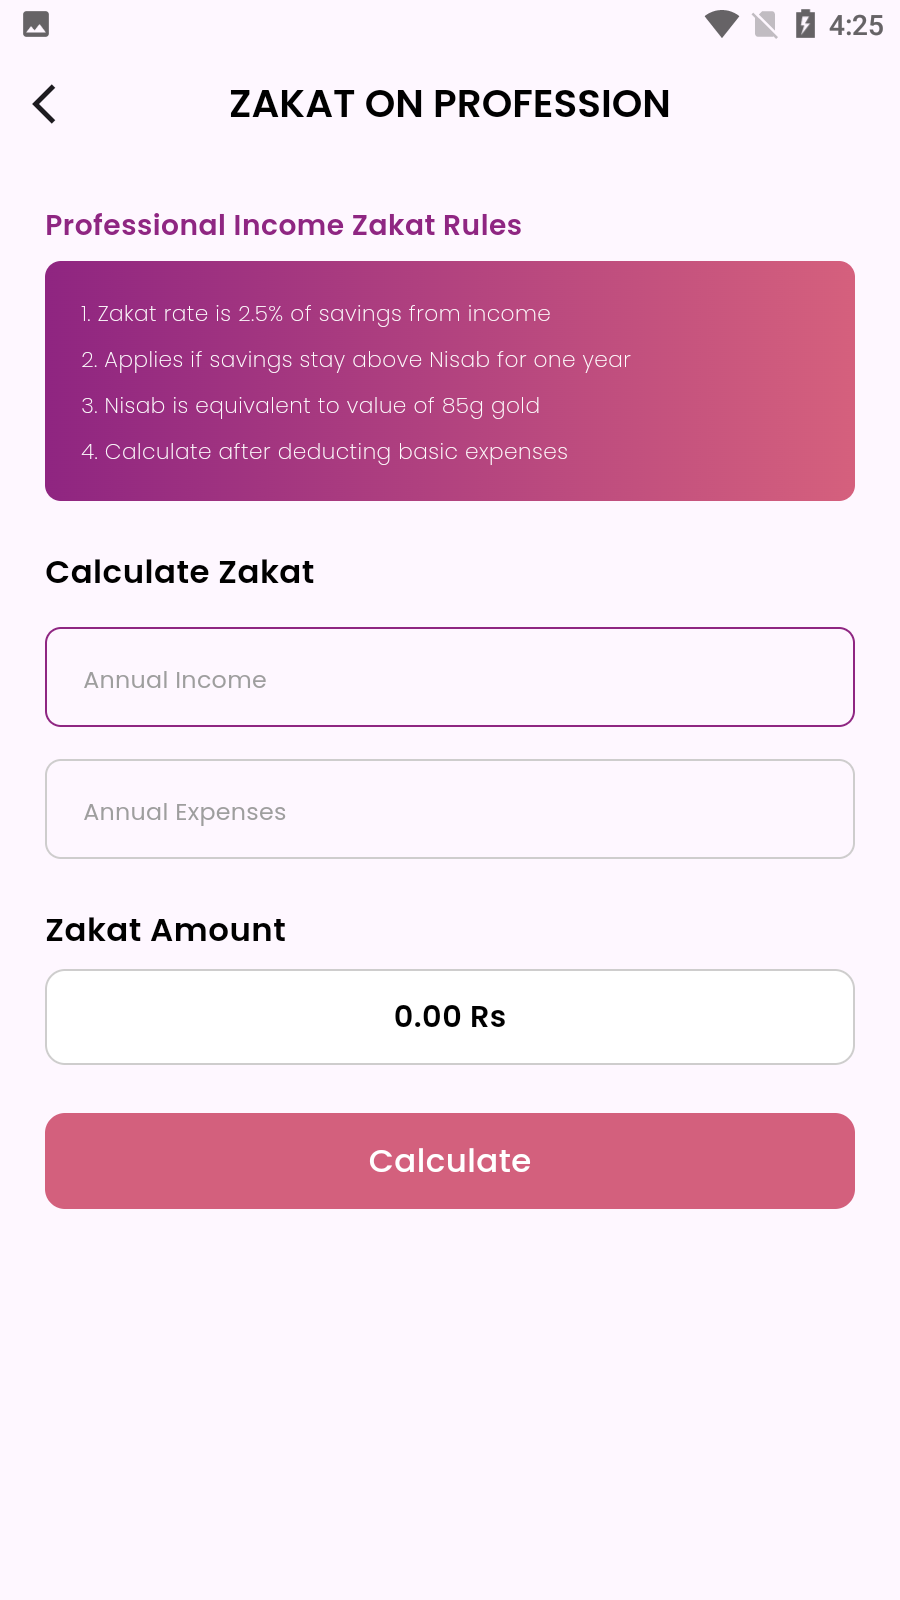 4:25
ZAKAT ON PROFESSION
Professional Income Zakat Rules
1. Zakat rate is 2.5% of savings from income
2. Applies if savings stay above Nisab for one year
3. Nisab is equivalent to value of 85g gold
4. Calculate after deducting basic expenses
Calculate Zakat
Annual Income
Annual Expenses
Zakat Amount
0.00 Rs
Calculate